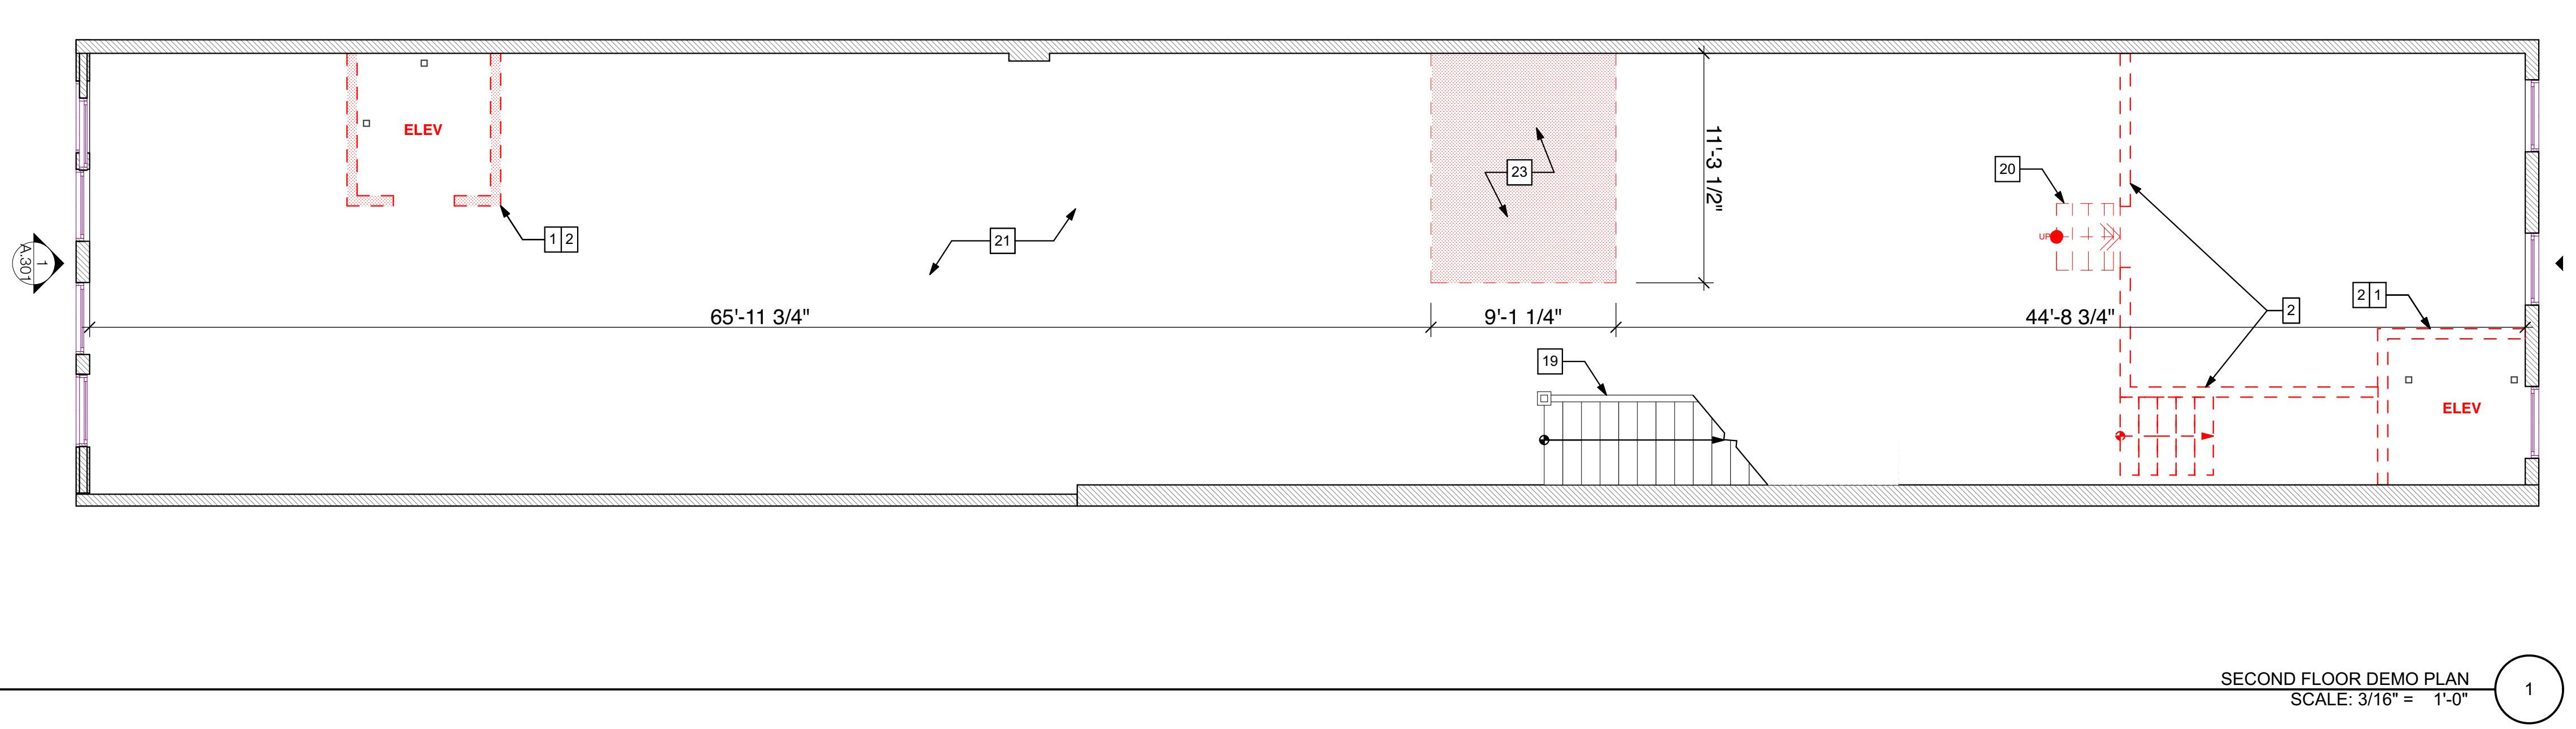 ELEV
11'-3 1/2"
23
20
1 2
21
UP
1
A.301
2 1
2
65'-11 3/4"
9'-1 1/4"
44'-8 3/4"
19
ELEV
SECOND FLOOR DEMO PLAN
1
SCALE: 3/16" = 1'-0"